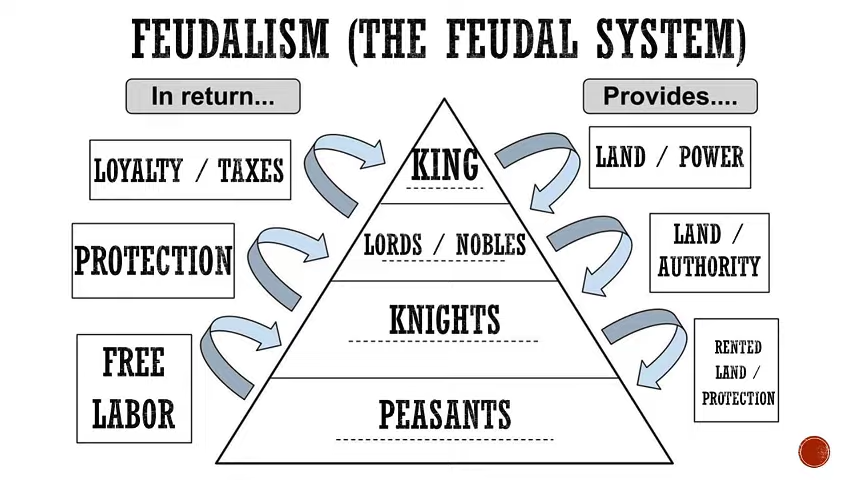 FEUDALISM (THE FEUDAL SYSTEM)
In return...
Provides....
LOYALTY / TAXES
KING
LAND / POWER
PROTECTION
LORDS / NOBLES
LAND /
AUTHORITY
FREE
LABOR
KNIGHTS
RENTED
LAND /
PROTECTION
PEASANTS